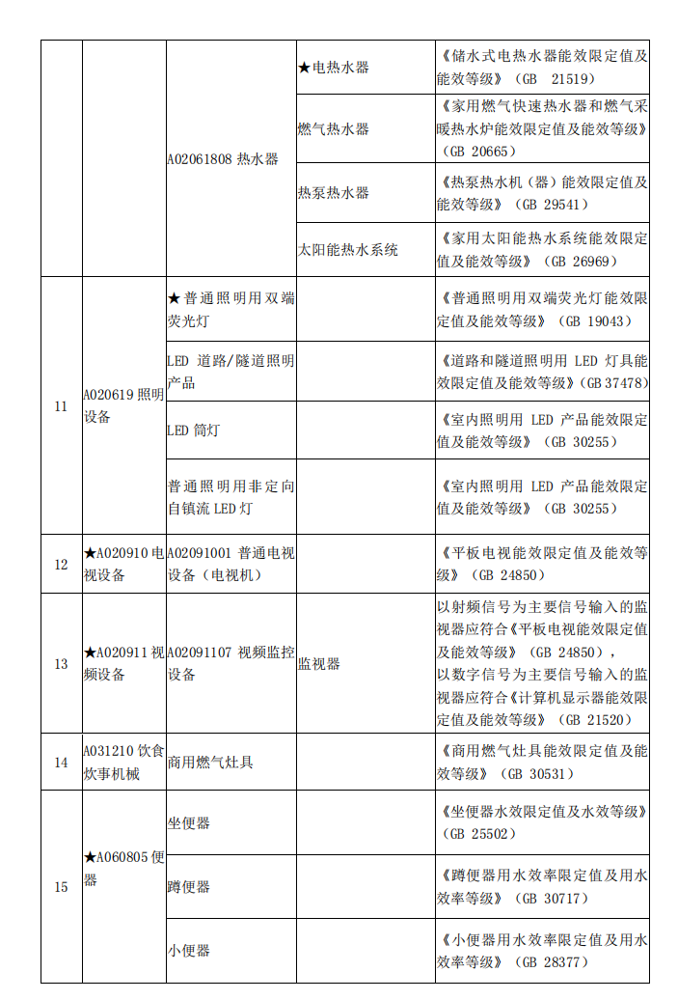 ★电热水器
《储水式电热水器能效限定值及
能效等级》（GB 21519）
A02061808 热水器
燃气热水器
《家用燃气快速热水器和燃气采
暖热水炉能效限定值及能效等级》
（GB 20665）
热泵热水器
《热泵热水机（器）能效限定值及
能效等级》（GB 29541）
太阳能热水系统
《家用太阳能热水系统能效限定
值及能效等级》（GB 26969）
11
A020619 照明
设备
★普通照明用双端
荧光灯
《普通照明用双端荧光灯能效限
定值及能效等级》（GB 19043）
LED 道路/隧道照明
产品
《道路和隧道照明用 LED 灯具能
效限定值及能效等级》（GB 37478）
LED 筒灯
《室内照明用 LED 产品能效限定
值及能效等级》（GB 30255）
普通照明用非定向
自镇流 LED 灯
《室内照明用 LED 产品能效限定
值及能效等级》（GB 30255）
12
★A020910 电
视设备
A02091001 普通电视
设备（电视机）
《平板电视能效限定值及能效等
级》（GB 24850）
13
★A020911 视
频设备
A02091107 视频监控
设备
监视器
以射频信号为主要信号输入的监
视器应符合《平板电视能效限定值
及能效等级》（GB 24850），
以数字信号为主要信号输入的监
视器应符合《计算机显示器能效限
定值及能效等级》（GB 21520）
14
A031210 饮食
炊事机械
商用燃气灶具
《商用燃气灶具能效限定值及能
效等级》（GB 30531）
15
★A060805 便
器
坐便器
《坐便器水效限定值及水效等级》
（GB 25502）
蹲便器
《蹲便器用水效率限定值及用水
效率等级》（GB 30717）
小便器
《小便器用水效率限定值及用水
效率等级》（GB 28377）